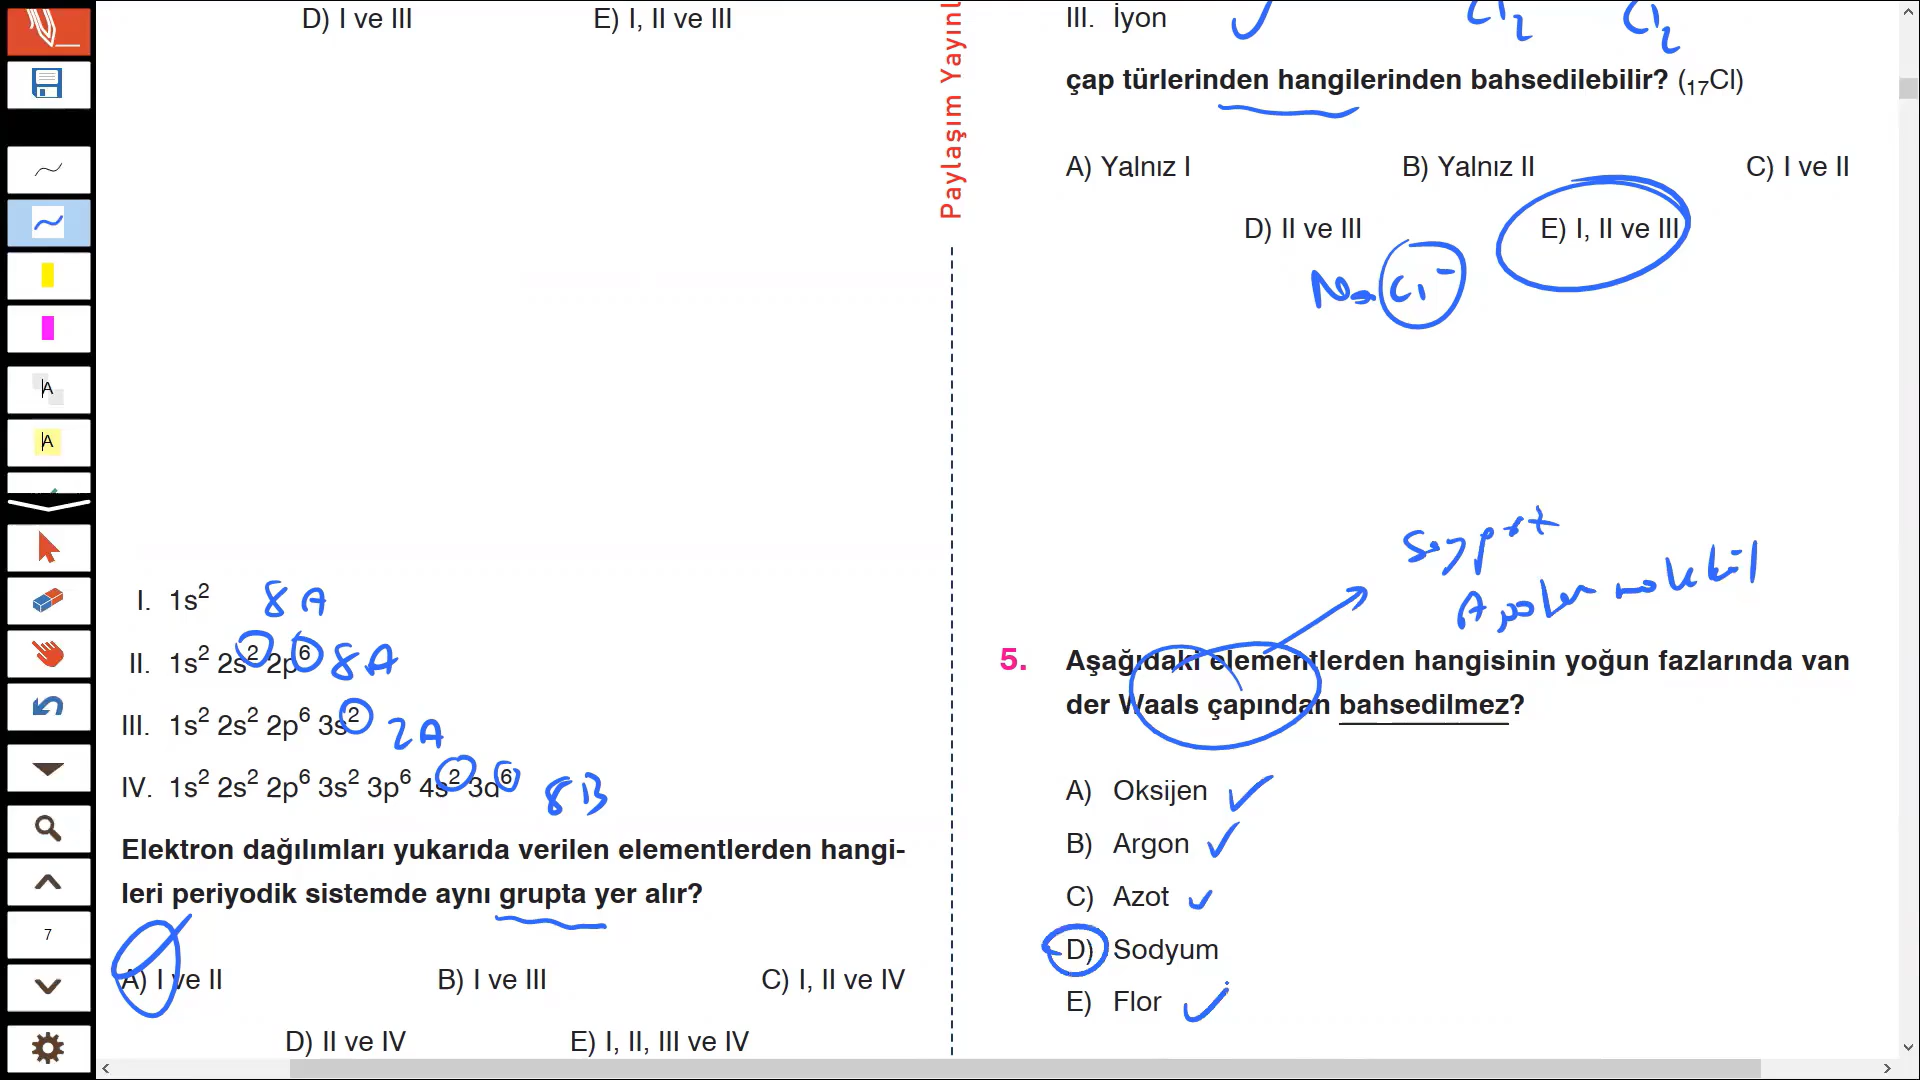 D) I ve III E) I, II ve III
I. 1s² 8A
II. 1s² 2s² 2p⁶ 8A
III. 1s² 2s² 2p⁶ 3s² 2A
IV. 1s² 2s² 2p⁶ 3s² 3p⁶ 4s² 3d⁶ 8B
Elektron dağılımları yukarıda verilen elementlerden hangi-
leri periyodik sistemde aynı grupta yer alır?
A) I ve II B) I ve III C) I, II ve IV
D) II ve IV E) I, II, III ve IV
Paylaşım Yayınl
III. İyon Cl₂ Cl₂
çap türlerinden hangilerinden bahsedilebilir? (₁₇Cl)
A) Yalnız I B) Yalnız II C) I ve II
D) II ve III E) I, II ve III
Na Cl⁻
Soygaz
Apolar molekül
5. Aşağıdaki elementlerden hangisinin yoğun fazlarında van
der Waals çapından bahsedilmez?
A) Oksijen
B) Argon
C) Azot
D) Sodyum
E) Flor
A
A
7